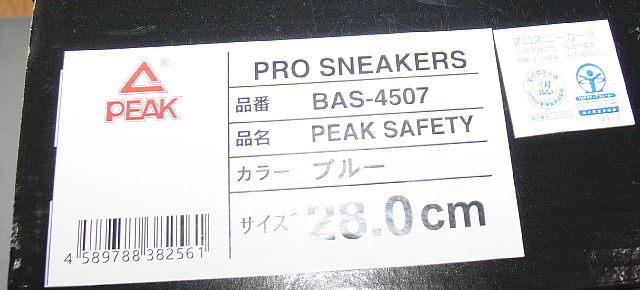 PEAK
®
PRO SNEAKERS
品番 BAS-4507
品名 PEAK SAFETY
カラー ブルー
サイズ 28.0cm
4 589788 382561
プロスニーカー®